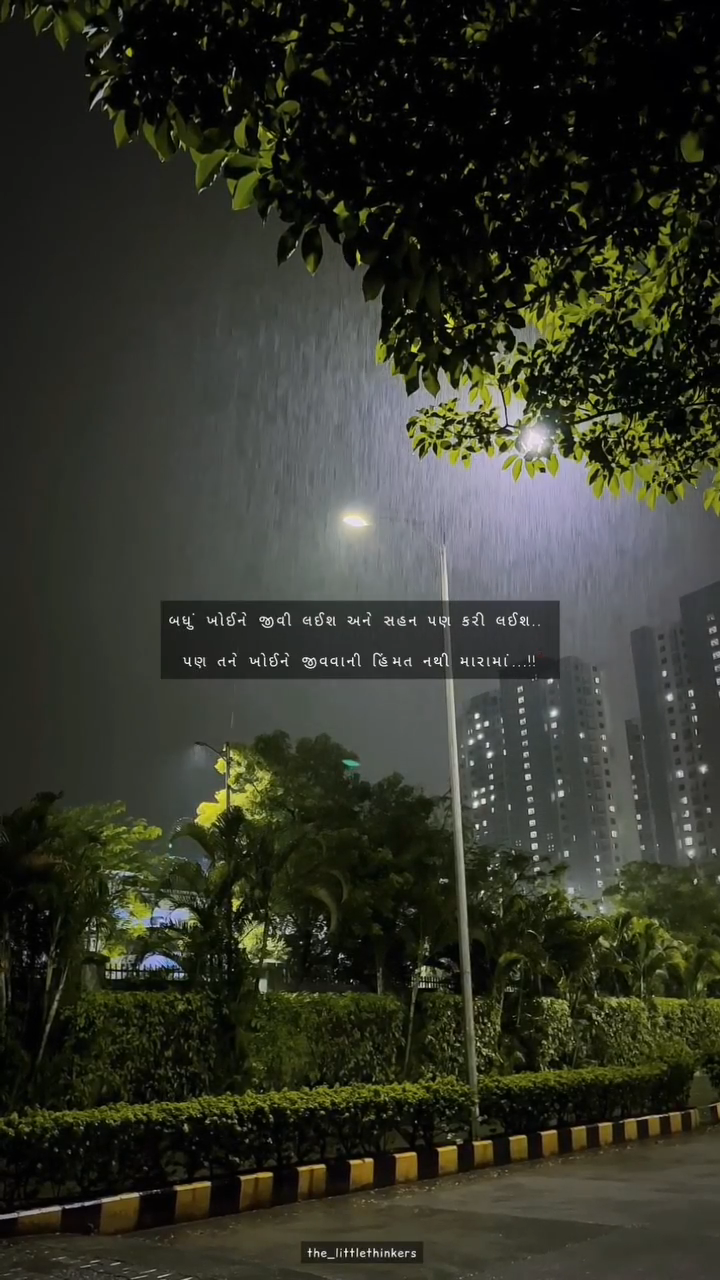 બધું ખોઈને જીવી લઈશ અને સહન પણ કરી લઈશ..
પણ તને ખોઈને જીવવાની હિંમત નથી મારામાં...!!
the_littlethinkers